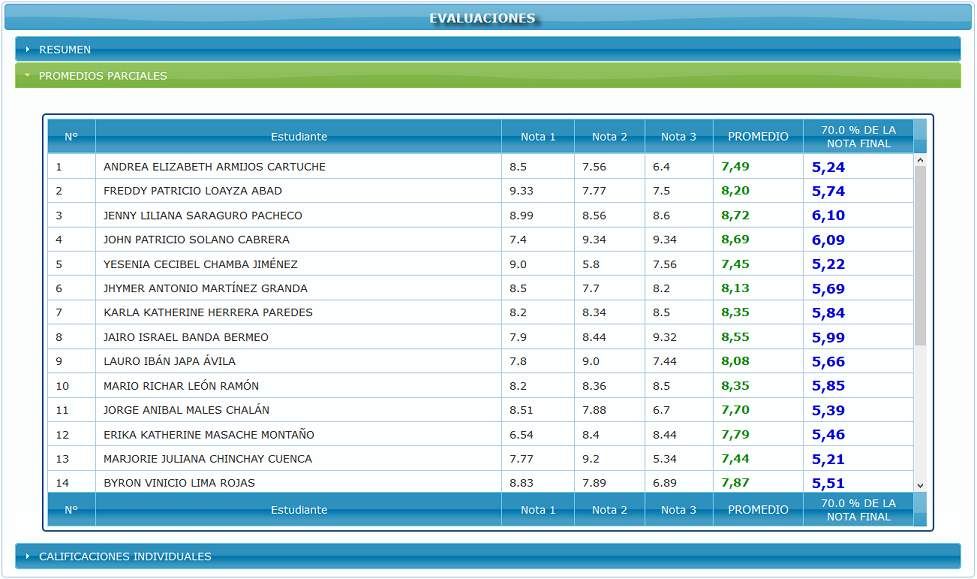 EVALUACIONES
RESUMEN
PROMEDIOS PARCIALES
N° Estudiante Nota 1 Nota 2 Nota 3 PROMEDIO 70.0 % DE LA NOTA FINAL
1 ANDREA ELIZABETH ARMIJOS CARTUCHE 8.5 7.56 6.4 7,49 5,24
2 FREDDY PATRICIO LOAYZA ABAD 9.33 7.77 7.5 8,20 5,74
3 JENNY LILIANA SARAGURO PACHECO 8.99 8.56 8.6 8,72 6,10
4 JOHN PATRICIO SOLANO CABRERA 7.4 9.34 9.34 8,69 6,09
5 YESENIA CECIBEL CHAMBA JIMÉNEZ 9.0 5.8 7.56 7,45 5,22
6 JHYMER ANTONIO MARTÍNEZ GRANDA 8.5 7.7 8.2 8,13 5,69
7 KARLA KATHERINE HERRERA PAREDES 8.2 8.34 8.5 8,35 5,84
8 JAIRO ISRAEL BANDA BERMEO 7.9 8.44 9.32 8,55 5,99
9 LAURO IBÁN JAPA ÁVILA 7.8 9.0 7.44 8,08 5,66
10 MARIO RICHAR LEÓN RAMÓN 8.2 8.36 8.5 8,35 5,85
11 JORGE ANIBAL MALES CHALÁN 8.51 7.88 6.7 7,70 5,39
12 ERIKA KATHERINE MASACHE MONTAÑO 6.54 8.4 8.44 7,79 5,46
13 MARJORIE JULIANA CHINCHAY CUENCA 7.77 9.2 5.34 7,44 5,21
14 BYRON VINICIO LIMA ROJAS 8.83 7.89 6.89 7,87 5,51
N° Estudiante Nota 1 Nota 2 Nota 3 PROMEDIO 70.0 % DE LA NOTA FINAL
CALIFICACIONES INDIVIDUALES